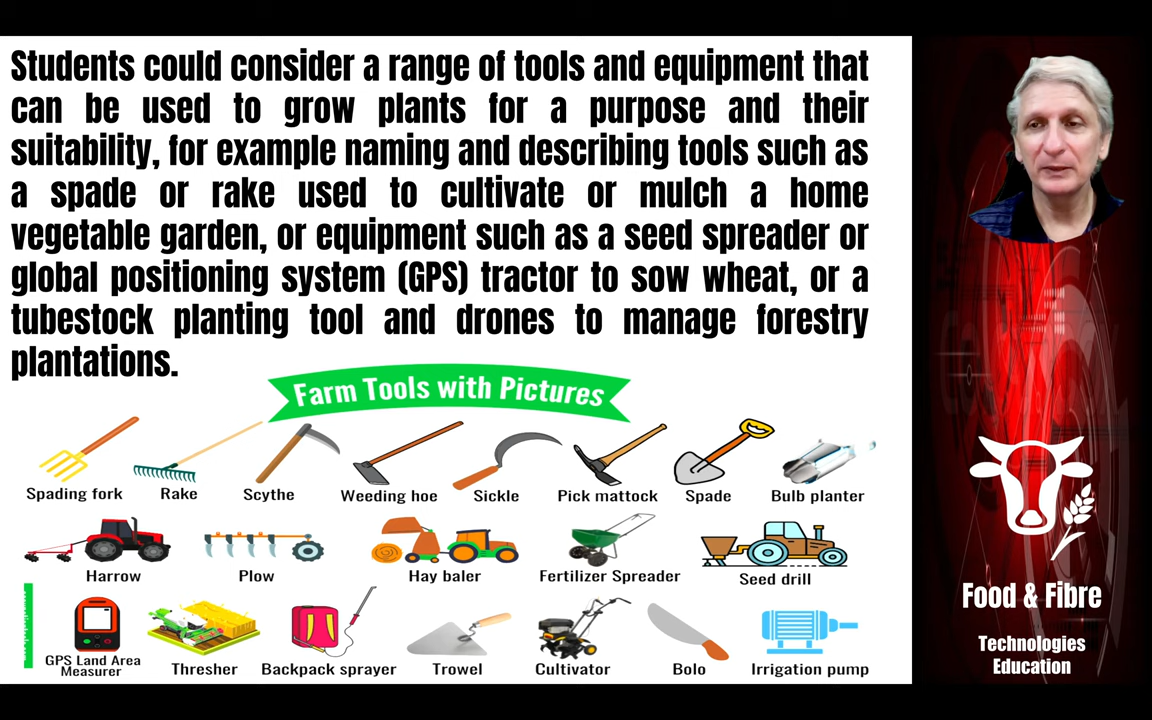 Students could consider a range of tools and equipment that
can be used to grow plants for a purpose and their
suitability, for example naming and describing tools such as
a spade or rake used to cultivate or mulch a home
vegetable garden, or equipment such as a seed spreader or
global positioning system (GPS) tractor to sow wheat, or a
tubestock planting tool and drones to manage forestry
plantations.
Farm Tools with Pictures
Spading fork Rake Scythe Weeding hoe Sickle Pick mattock Spade Bulb planter
Harrow Plow Hay baler Fertilizer Spreader Seed drill
GPS Land Area
Measurer
Thresher Backpack sprayer Trowel Cultivator Bolo Irrigation pump
Food & Fibre
Technologies
Education